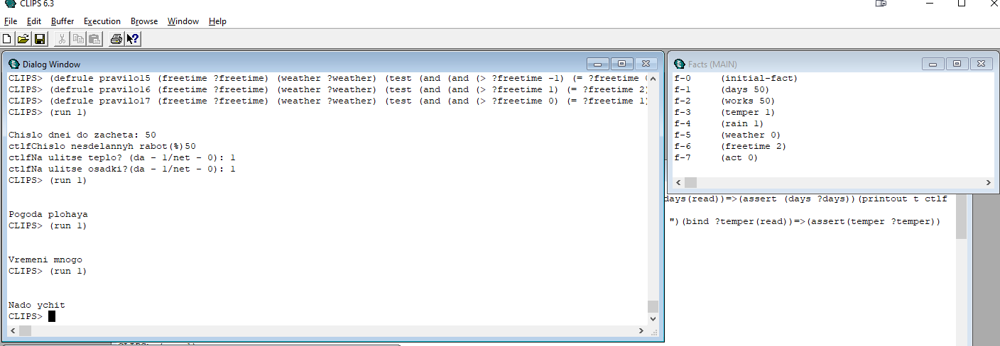 CLIPS 6.3
File Edit Buffer Execution Browse Window Help
Dialog Window
CLIPS> (defrule pravilo15 (freetime ?freetime) (weather ?weather) (test (and (and (> ?freetime -1) (= ?freetime
CLIPS> (defrule pravilo16 (freetime ?freetime) (weather ?weather) (test (and (and (> ?freetime 1) (= ?freetime 2)
CLIPS> (defrule pravilo17 (freetime ?freetime) (weather ?weather) (test (and (and (> ?freetime 0) (= ?freetime 1)
CLIPS> (run 1)
Chislo dnei do zacheta: 50
ctlfChislo nesdelannyh rabot(%)50
ctlfNa ulitse teplo? (da - 1/net - 0): 1
ctlfNa ulitse osadki?(da - 1/net - 0): 1
CLIPS> (run 1)
Pogoda plohaya
CLIPS> (run 1)
Vremeni mnogo
CLIPS> (run 1)
Nado ychit
CLIPS>
Facts (MAIN)
f-0 (initial-fact)
f-1 (days 50)
f-2 (works 50)
f-3 (temper 1)
f-4 (rain 1)
f-5 (weather 0)
f-6 (freetime 2)
f-7 (act 0)
days(read))=>(assert (days ?days))(printout t ctlf
")(bind ?temper(read))=>(assert(temper ?temper))